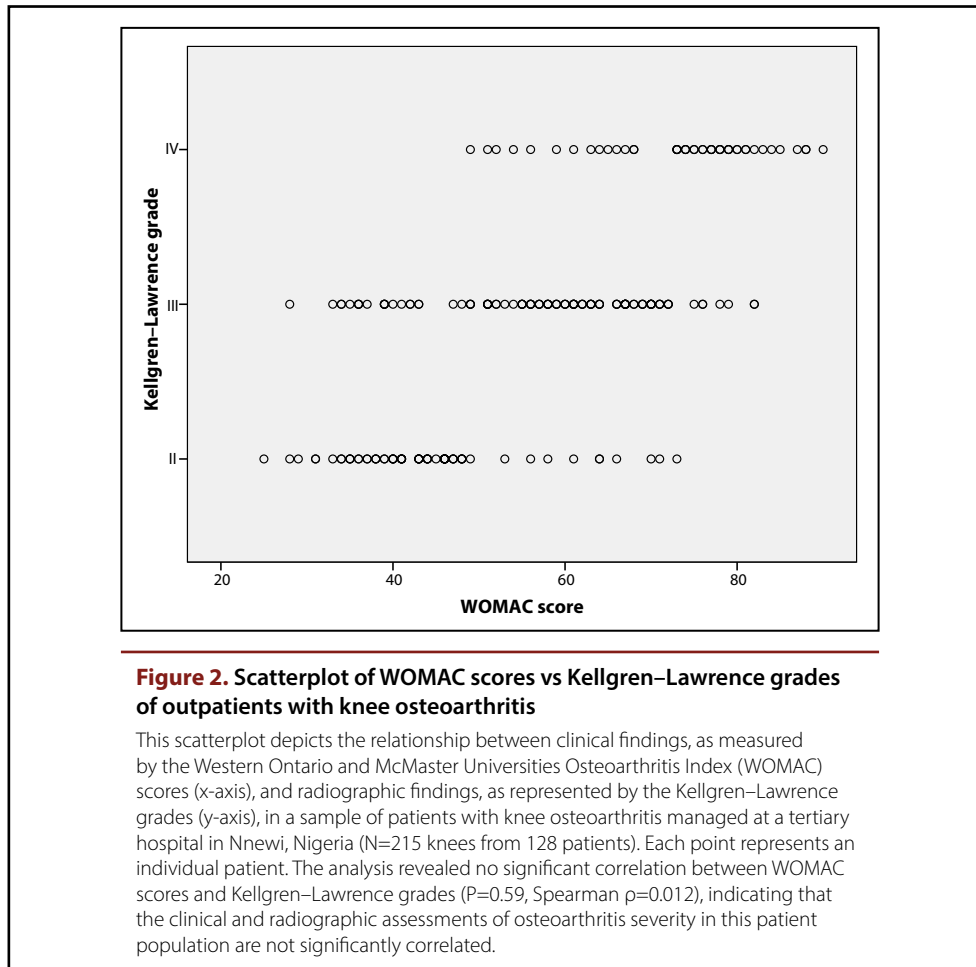 IV
III
II
Kellgren–Lawrence grade
20 40 60 80
WOMAC score
Figure 2. Scatterplot of WOMAC scores vs Kellgren–Lawrence grades
of outpatients with knee osteoarthritis
This scatterplot depicts the relationship between clinical findings, as measured
by the Western Ontario and McMaster Universities Osteoarthritis Index (WOMAC)
scores (x-axis), and radiographic findings, as represented by the Kellgren–Lawrence
grades (y-axis), in a sample of patients with knee osteoarthritis managed at a tertiary
hospital in Nnewi, Nigeria (N=215 knees from 128 patients). Each point represents an
individual patient. The analysis revealed no significant correlation between WOMAC
scores and Kellgren–Lawrence grades (P=0.59, Spearman ρ=0.012), indicating that
the clinical and radiographic assessments of osteoarthritis severity in this patient
population are not significantly correlated.